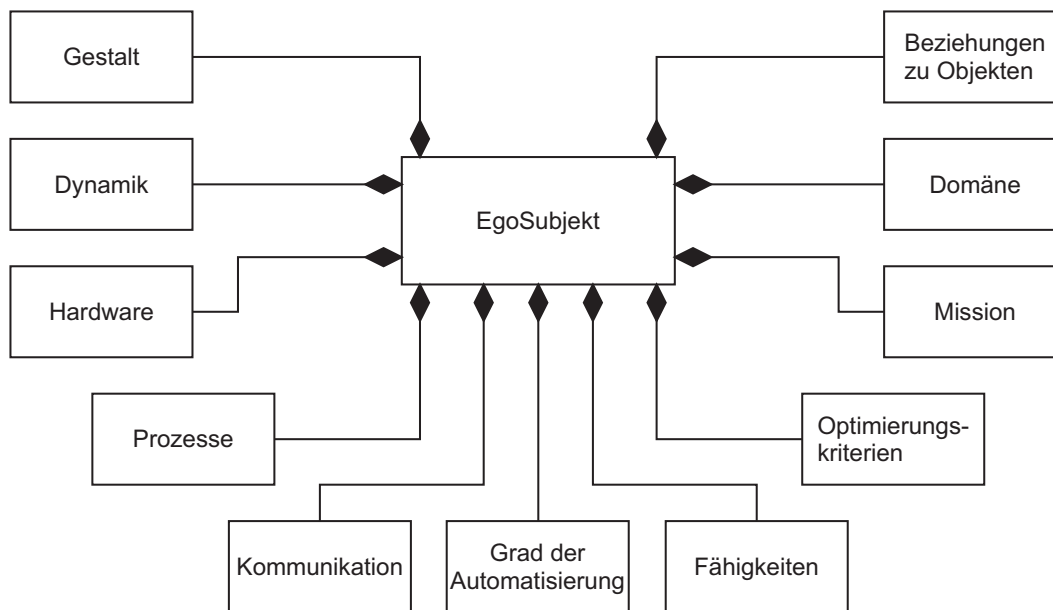 Gestalt
Beziehungen
zu Objekten
Dynamik
EgoSubjekt
Domäne
Hardware
Mission
Prozesse
Optimierungs-
kriterien
Kommunikation
Grad der
Automatisierung
Fähigkeiten